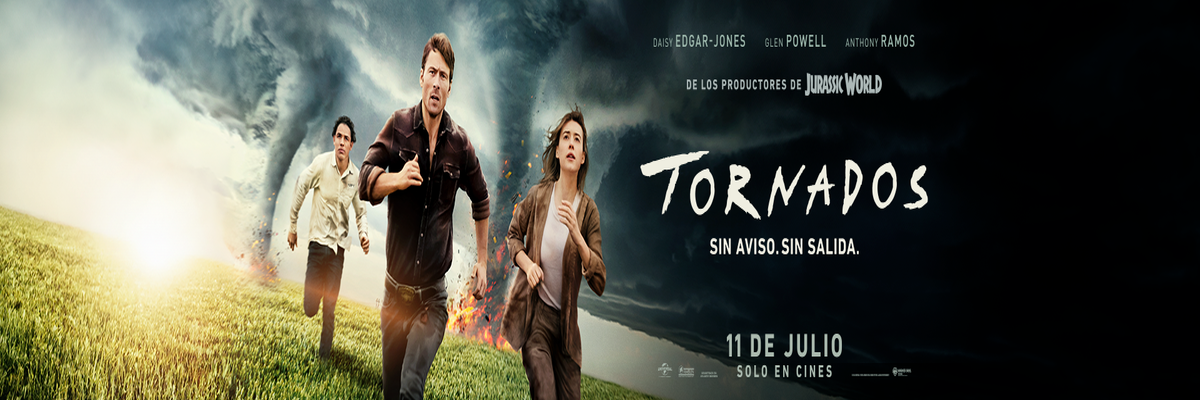 DAISY EDGAR-JONES GLEN POWELL ANTHONY RAMOS
DE LOS PRODUCTORES DE JURASSIC WORLD
TORNADOS
SIN AVISO. SIN SALIDA.
11 DE JULIO
SOLO EN CINES